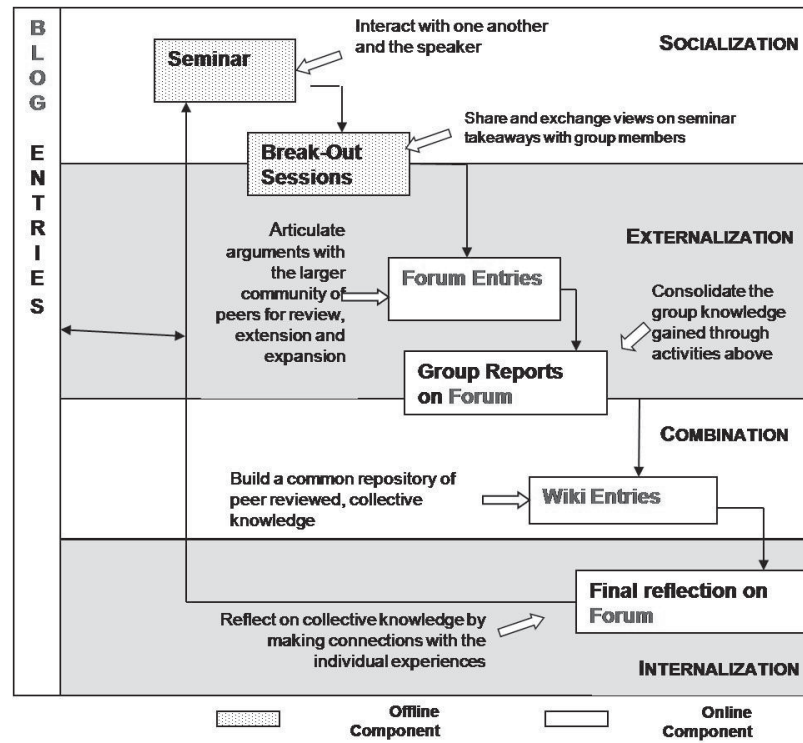 BLOG ENTRIES
Interact with one another
and the speaker
SOCIALIZATION
Seminar
Share and exchange views on seminar
takeaways with group members
Break-Out
Sessions
Articulate
arguments with
the larger
community of
peers for review,
extension and
expansion
EXTERNALIZATION
Forum Entries
Consolidate the
group knowledge
gained through
activities above
Group Reports
on Forum
COMBINATION
Build a common repository of
peer reviewed, collective
knowledge
Wiki Entries
Final reflection on
Forum
Reflect on collective knowledge by
making connections with the
individual experiences
INTERNALIZATION
Offline
Component
Online
Component